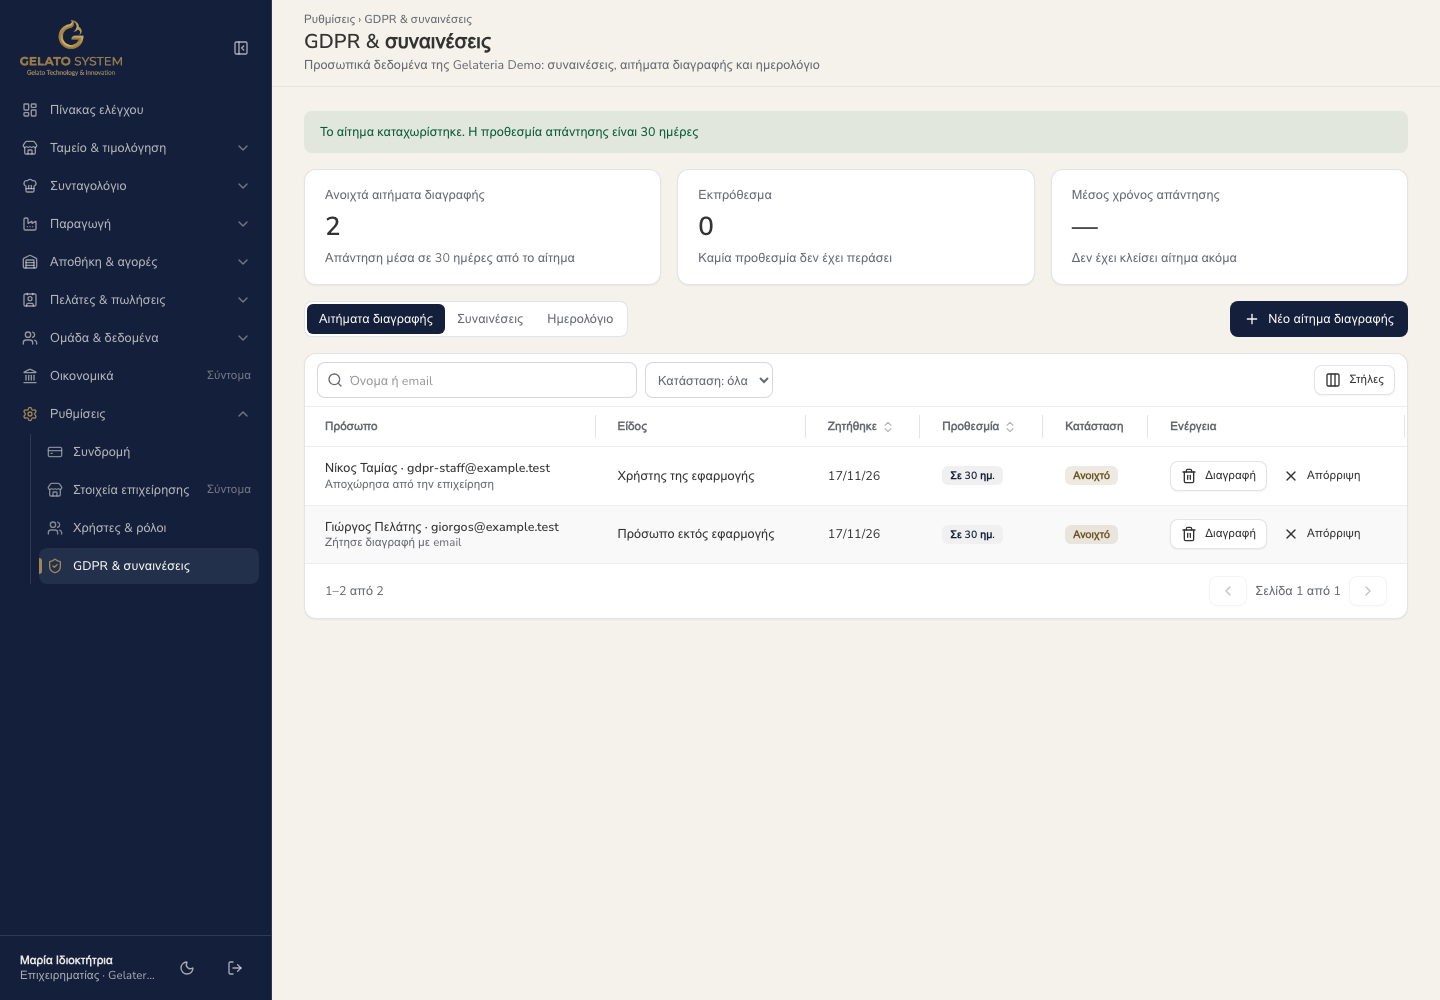 GELATO SYSTEM
Gelato Technology & Innovation
Πίνακας ελέγχου
Ταμείο & τιμολόγηση
Συνταγολόγιο
Παραγωγή
Αποθήκη & αγορές
Πελάτες & πωλήσεις
Ομάδα & δεδομένα
Οικονομικά Σύντομα
Ρυθμίσεις
Συνδρομή
Στοιχεία επιχείρησης Σύντομα
Χρήστες & ρόλοι
GDPR & συναινέσεις
Μαρία Ιδιοκτήτρια
Επιχειρηματίας · Gelater...
Ρυθμίσεις › GDPR & συναινέσεις
GDPR & συναινέσεις
Προσωπικά δεδομένα της Gelateria Demo: συναινέσεις, αιτήματα διαγραφής και ημερολόγιο
Το αίτημα καταχωρίστηκε. Η προθεσμία απάντησης είναι 30 ημέρες
Ανοιχτά αιτήματα διαγραφής
2
Απάντηση μέσα σε 30 ημέρες από το αίτημα
Εκπρόθεσμα
0
Καμία προθεσμία δεν έχει περάσει
Μέσος χρόνος απάντησης
—
Δεν έχει κλείσει αίτημα ακόμα
Αιτήματα διαγραφής Συναινέσεις Ημερολόγιο
Νέο αίτημα διαγραφής
Όνομα ή email
Κατάσταση: όλα
Στήλες
Πρόσωπο Είδος Ζητήθηκε Προθεσμία Κατάσταση Ενέργεια
Νίκος Ταμίας · gdpr-staff@example.test
Αποχώρησα από την επιχείρηση
Χρήστης της εφαρμογής 17/11/26 Σε 30 ημ. Ανοιχτό Διαγραφή Απόρριψη
Γιώργος Πελάτης · giorgos@example.test
Ζήτησε διαγραφή με email
Πρόσωπο εκτός εφαρμογής 17/11/26 Σε 30 ημ. Ανοιχτό Διαγραφή Απόρριψη
1–2 από 2
Σελίδα 1 από 1